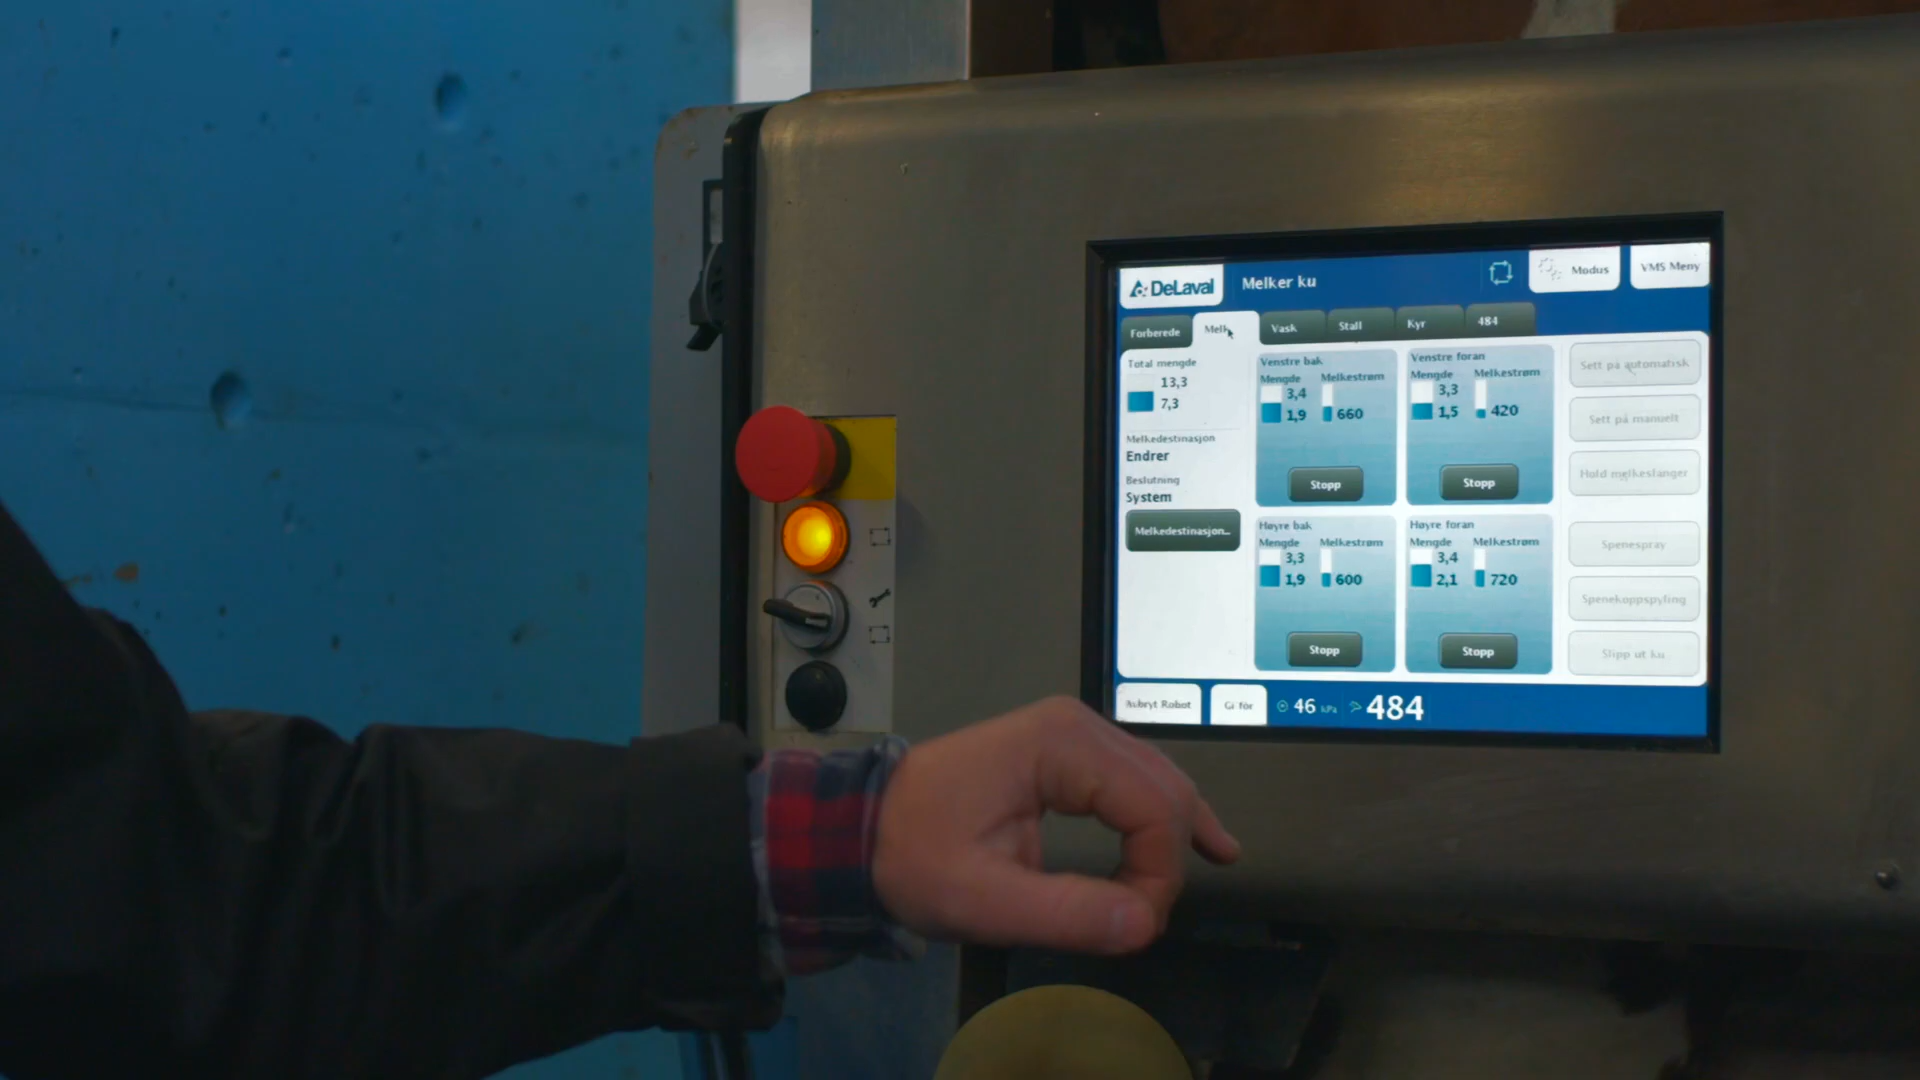 DeLaval
Melker ku
Modus
VMS Meny
Forberede
Melk
Vask
Stall
Kyr
484
Total mengde
13,3
7,3
Melkedestinasjon
Endrer
Beslutning
System
Melkedestinasjon...
Venstre bak
Mengde Melkestrøm
3,4
1,9 660
Stopp
Venstre foran
Mengde Melkestrøm
3,3
1,5 420
Stopp
Høyre bak
Mengde Melkestrøm
3,3
1,9 600
Stopp
Høyre foran
Mengde Melkestrøm
3,4
2,1 720
Stopp
Sett på automatisk
Sett på manuelt
Hold melkeslanger
Spenespray
Spenekoppspyling
Slipp ut ku
Avbryt Robot
Gi fôr
46 kPa
484